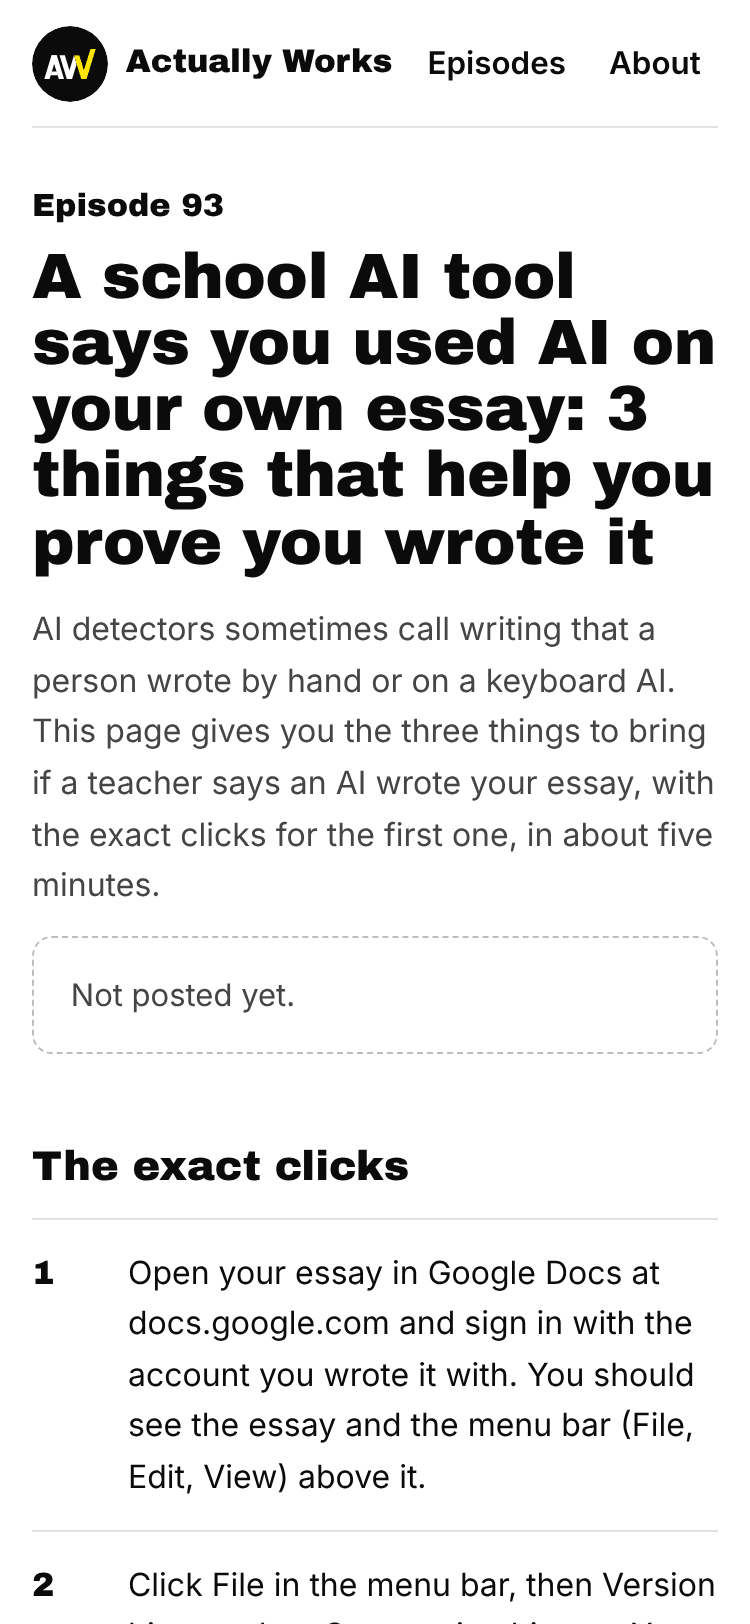 AW Actually Works Episodes About
Episode 93
A school AI tool
says you used AI on
your own essay: 3
things that help you
prove you wrote it
AI detectors sometimes call writing that a
person wrote by hand or on a keyboard AI.
This page gives you the three things to bring
if a teacher says an AI wrote your essay, with
the exact clicks for the first one, in about five
minutes.
Not posted yet.
The exact clicks
1 Open your essay in Google Docs at
docs.google.com and sign in with the
account you wrote it with. You should
see the essay and the menu bar (File,
Edit, View) above it.
2 Click File in the menu bar, then Version